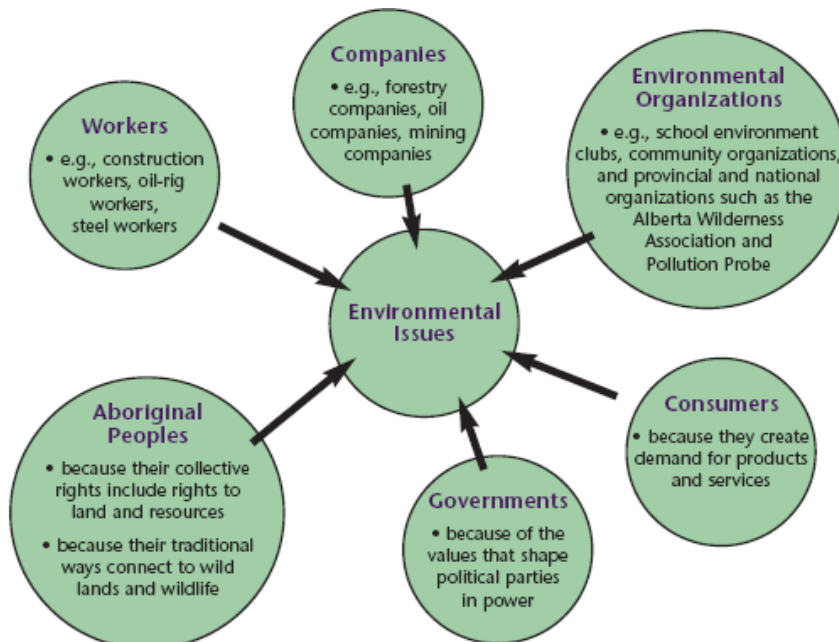 Companies
• e.g., forestry
companies, oil
companies, mining
companies
Environmental
Organizations
• e.g., school environment
clubs, community organizations,
and provincial and national
organizations such as the
Alberta Wilderness
Association and
Pollution Probe
Workers
• e.g., construction
workers, oil-rig
workers,
steel workers
Environmental
Issues
Aboriginal
Peoples
• because their collective
rights include rights to
land and resources
• because their traditional
ways connect to wild
lands and wildlife
Governments
• because of the
values that shape
political parties
in power
Consumers
• because they create
demand for products
and services